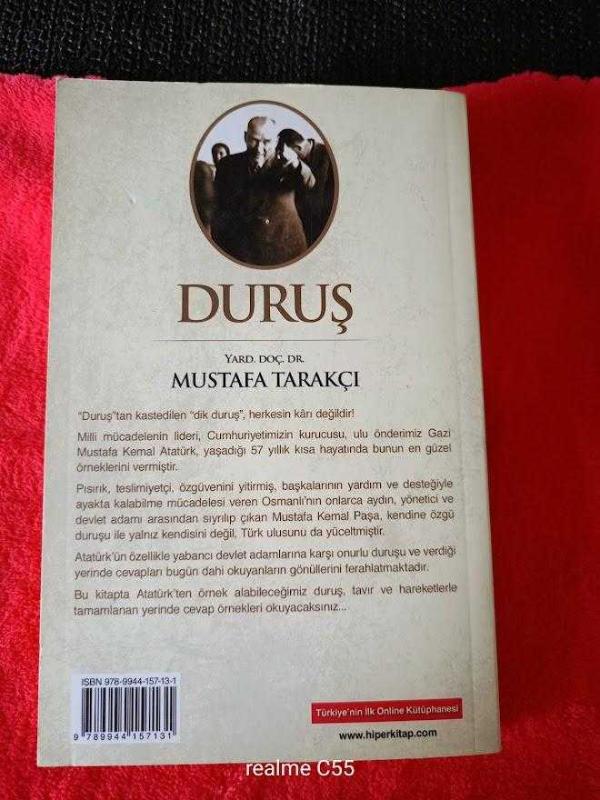 DURUŞ
YARD. DOÇ. DR.
MUSTAFA TARAKÇI
"Duruş"tan kastedilen "dik duruş", herkesin kârı değildir!
Milli mücadelenin lideri, Cumhuriyetimizin kurucusu, ulu önderimiz Gazi
Mustafa Kemal Atatürk, yaşadığı 57 yıllık kısa hayatında bunun en güzel
örneklerini vermiştir.
Pısırık, teslimiyetçi, özgüvenini yitirmiş, başkalarının yardım ve desteğiyle
ayakta kalabilme mücadelesi veren Osmanlı'nın onlarca aydın, yönetici ve
devlet adamı arasından sıyrılıp çıkan Mustafa Kemal Paşa, kendine özgü
duruşu ile yalnız kendisini değil, Türk ulusunu da yüceltmiştir.
Atatürk'ün özellikle yabancı devlet adamlarına karşı onurlu duruşu ve verdiği
yerinde cevapları bugün dahi okuyanların gönüllerini ferahlatmaktadır.
Bu kitapta Atatürk'ten örnek alabileceğimiz duruş, tavır ve hareketlerle
tamamlanan yerinde cevap örnekleri okuyacaksınız...
ISBN 978-9944-157-13-1
9 789944 157131
Türkiye'nin İlk Online Kütüphanesi
www.hiperkitap.com
realme C55